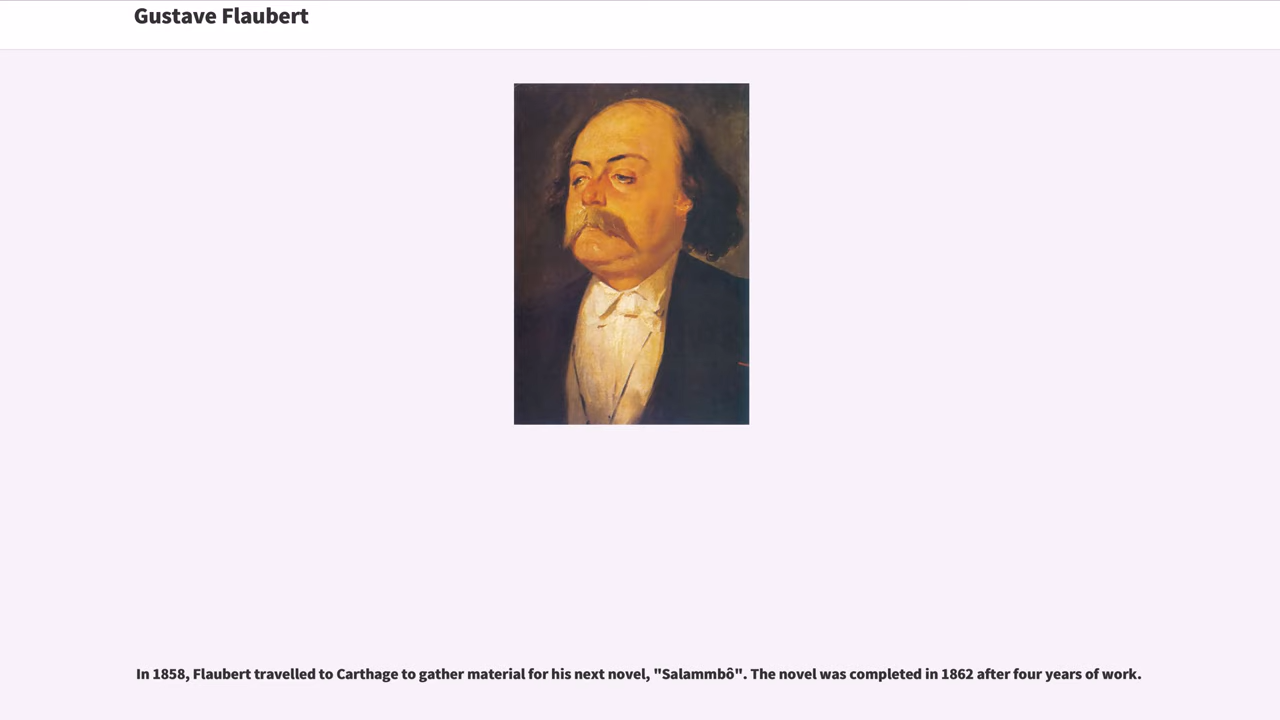 Gustave Flaubert
In 1858, Flaubert travelled to Carthage to gather material for his next novel, "Salammbô". The novel was completed in 1862 after four years of work.